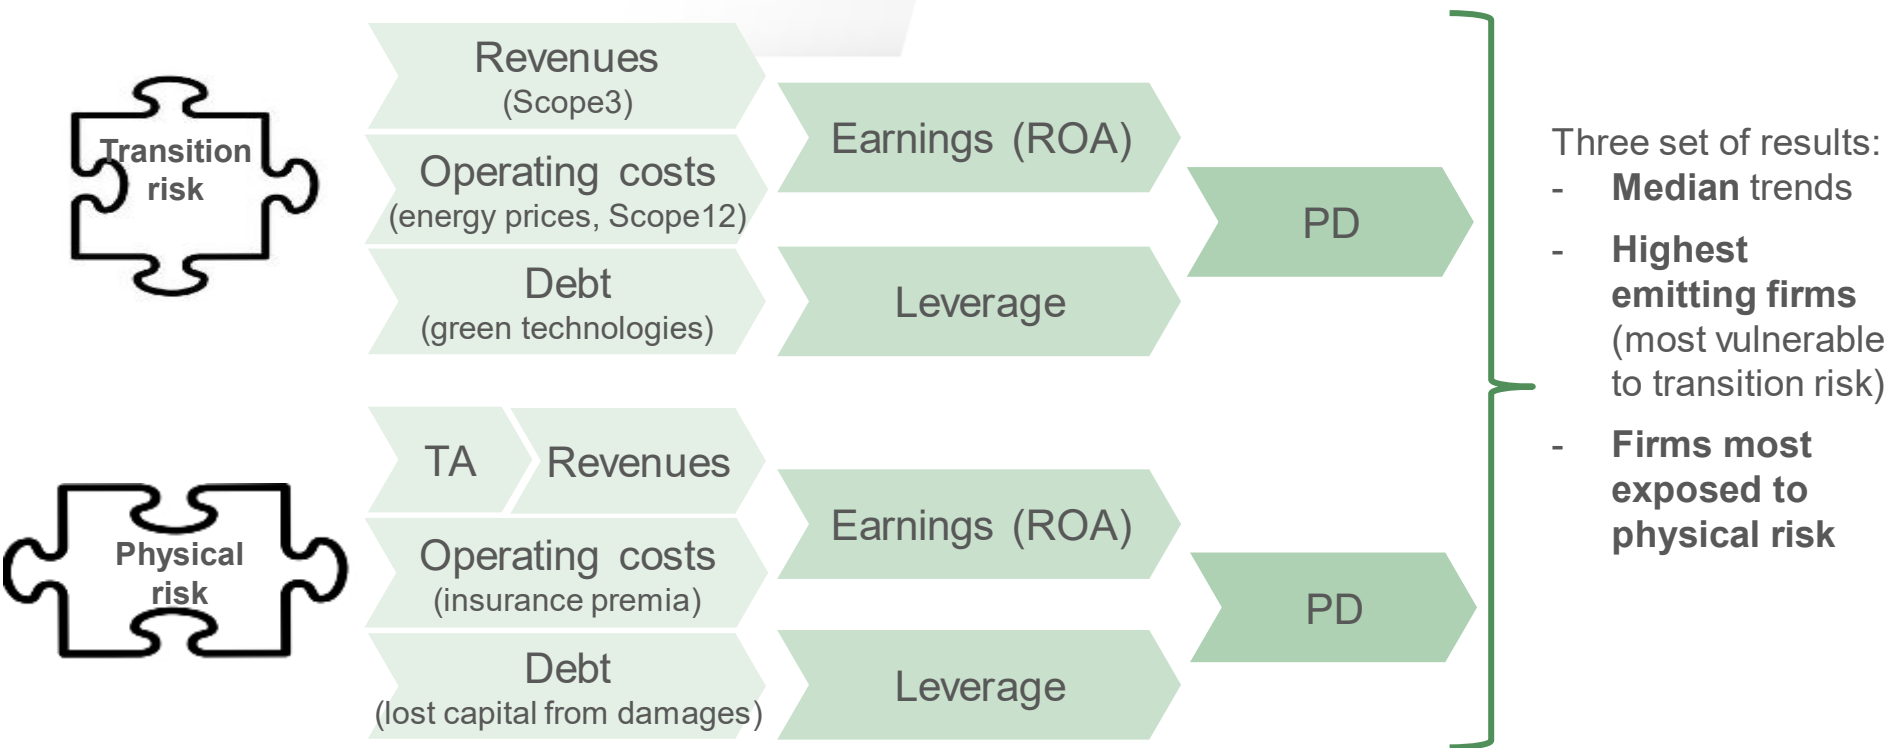 Transition
risk
Revenues
(Scope3)
Operating costs
(energy prices, Scope12)
Debt
(green technologies)
Earnings (ROA)
Leverage
PD
Physical
risk
TA
Revenues
Operating costs
(insurance premia)
Debt
(lost capital from damages)
Earnings (ROA)
Leverage
PD
Three set of results:
- Median trends
- Highest
emitting firms
(most vulnerable
to transition risk)
- Firms most
exposed to
physical risk